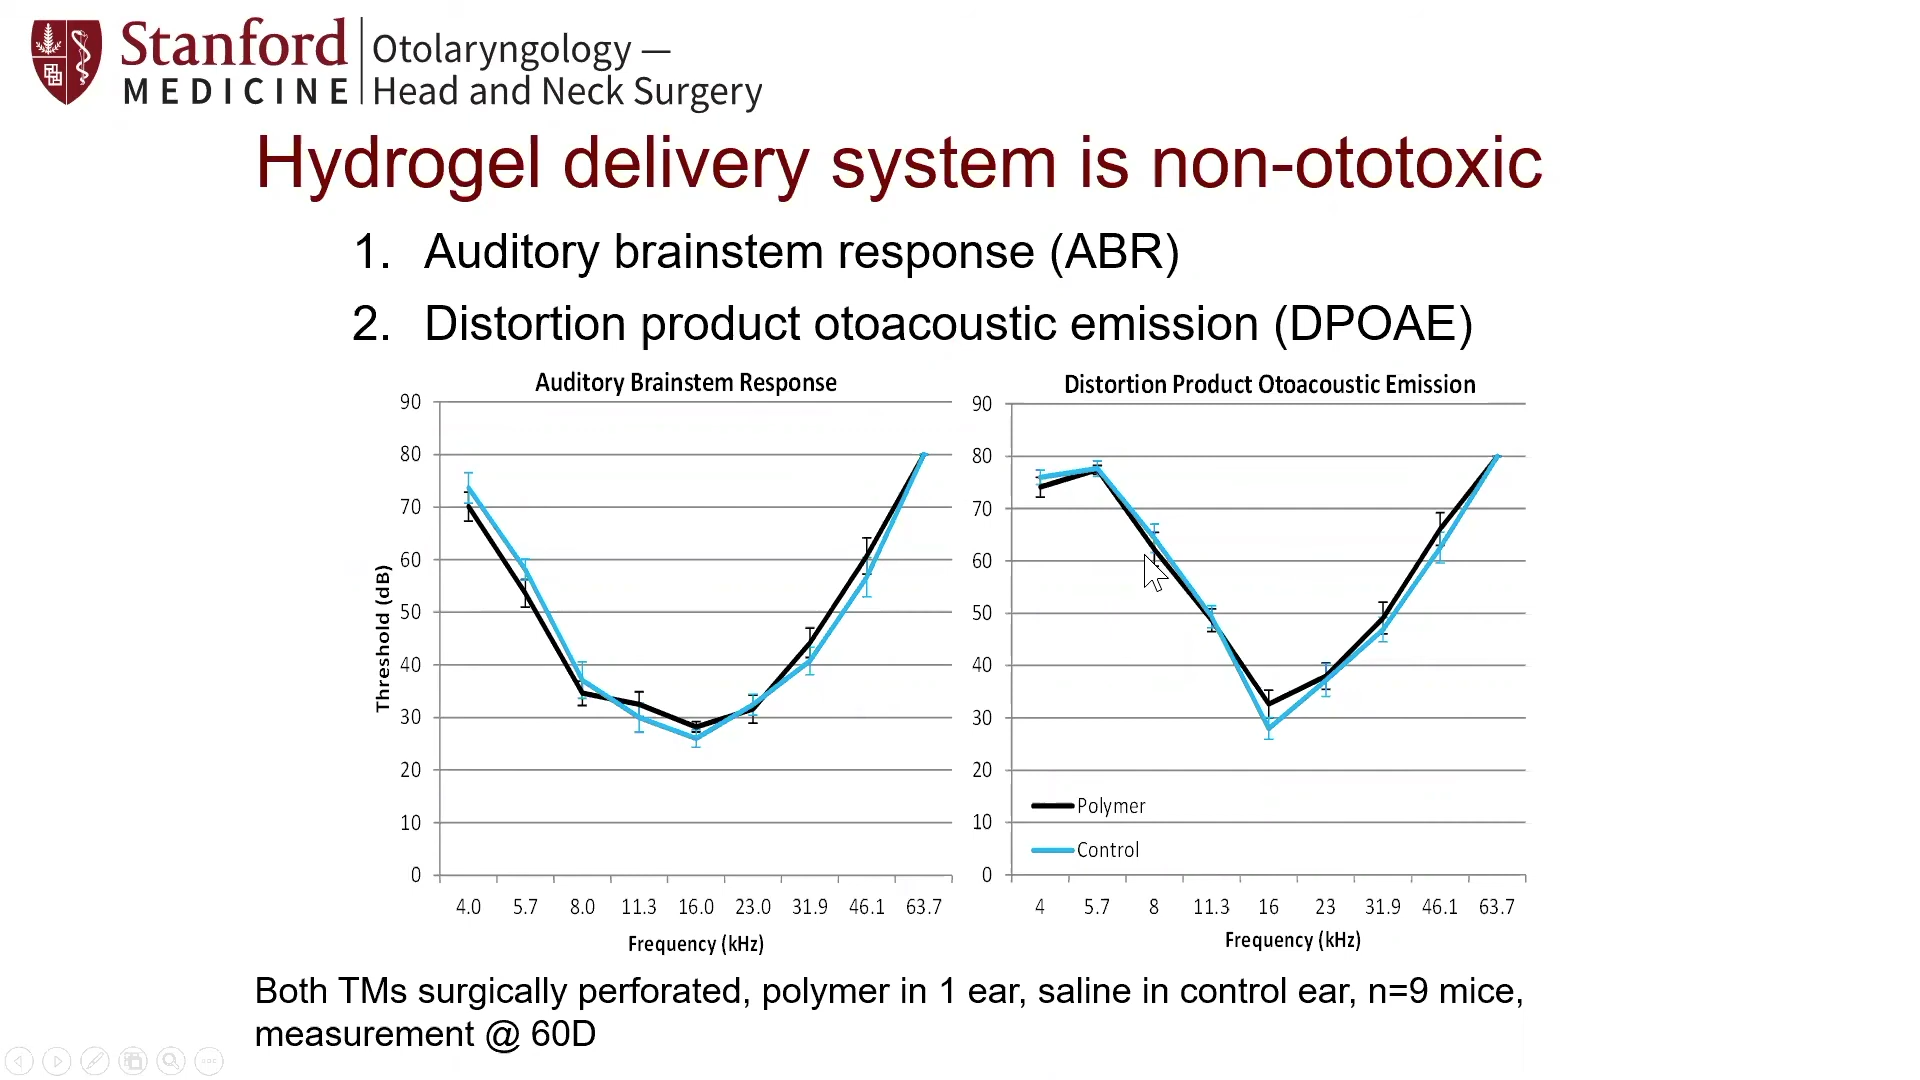 Stanford
MEDICINE
Otolaryngology —
Head and Neck Surgery
Hydrogel delivery system is non-ototoxic
1. Auditory brainstem response (ABR)
2. Distortion product otoacoustic emission (DPOAE)
Auditory Brainstem Response
90
80
70
60
50
40
30
20
10
0
Threshold (dB)
4.0 5.7 8.0 11.3 16.0 23.0 31.9 46.1 63.7
Frequency (kHz)
Distortion Product Otoacoustic Emission
90
80
70
60
50
40
30
20
10
0
Polymer
Control
4 5.7 8 11.3 16 23 31.9 46.1 63.7
Frequency (kHz)
Both TMs surgically perforated, polymer in 1 ear, saline in control ear, n=9 mice,
measurement @ 60D